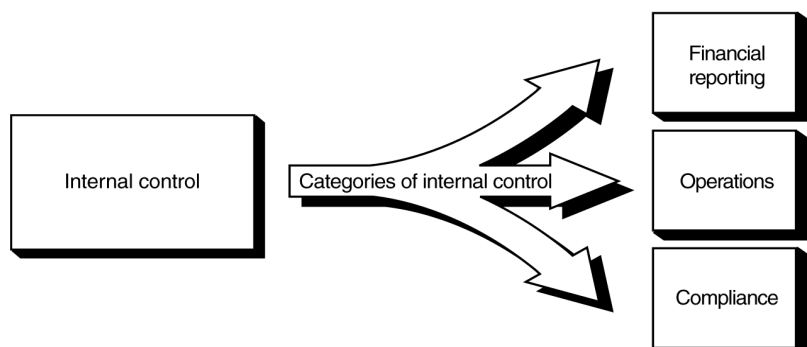 Internal control
Categories of internal control
Financial
reporting
Operations
Compliance